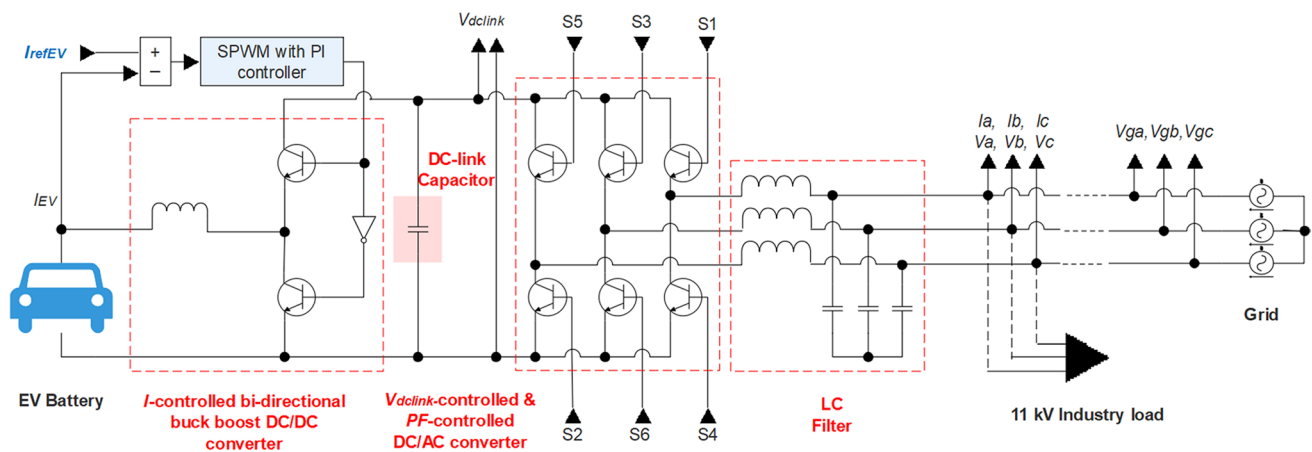 Vdclink
S5
S3
S1
IrefEV
+
−
SPWM with PI
controller
Ia, Ib, Ic
Va, Vb, Vc
Vga, Vgb, Vgc
DC-link
Capacitor
IEV
Grid
EV Battery
I-controlled bi-directional
buck boost DC/DC
converter
Vdclink-controlled &
PF-controlled
DC/AC converter
S2
S6
S4
LC
Filter
11 kV Industry load